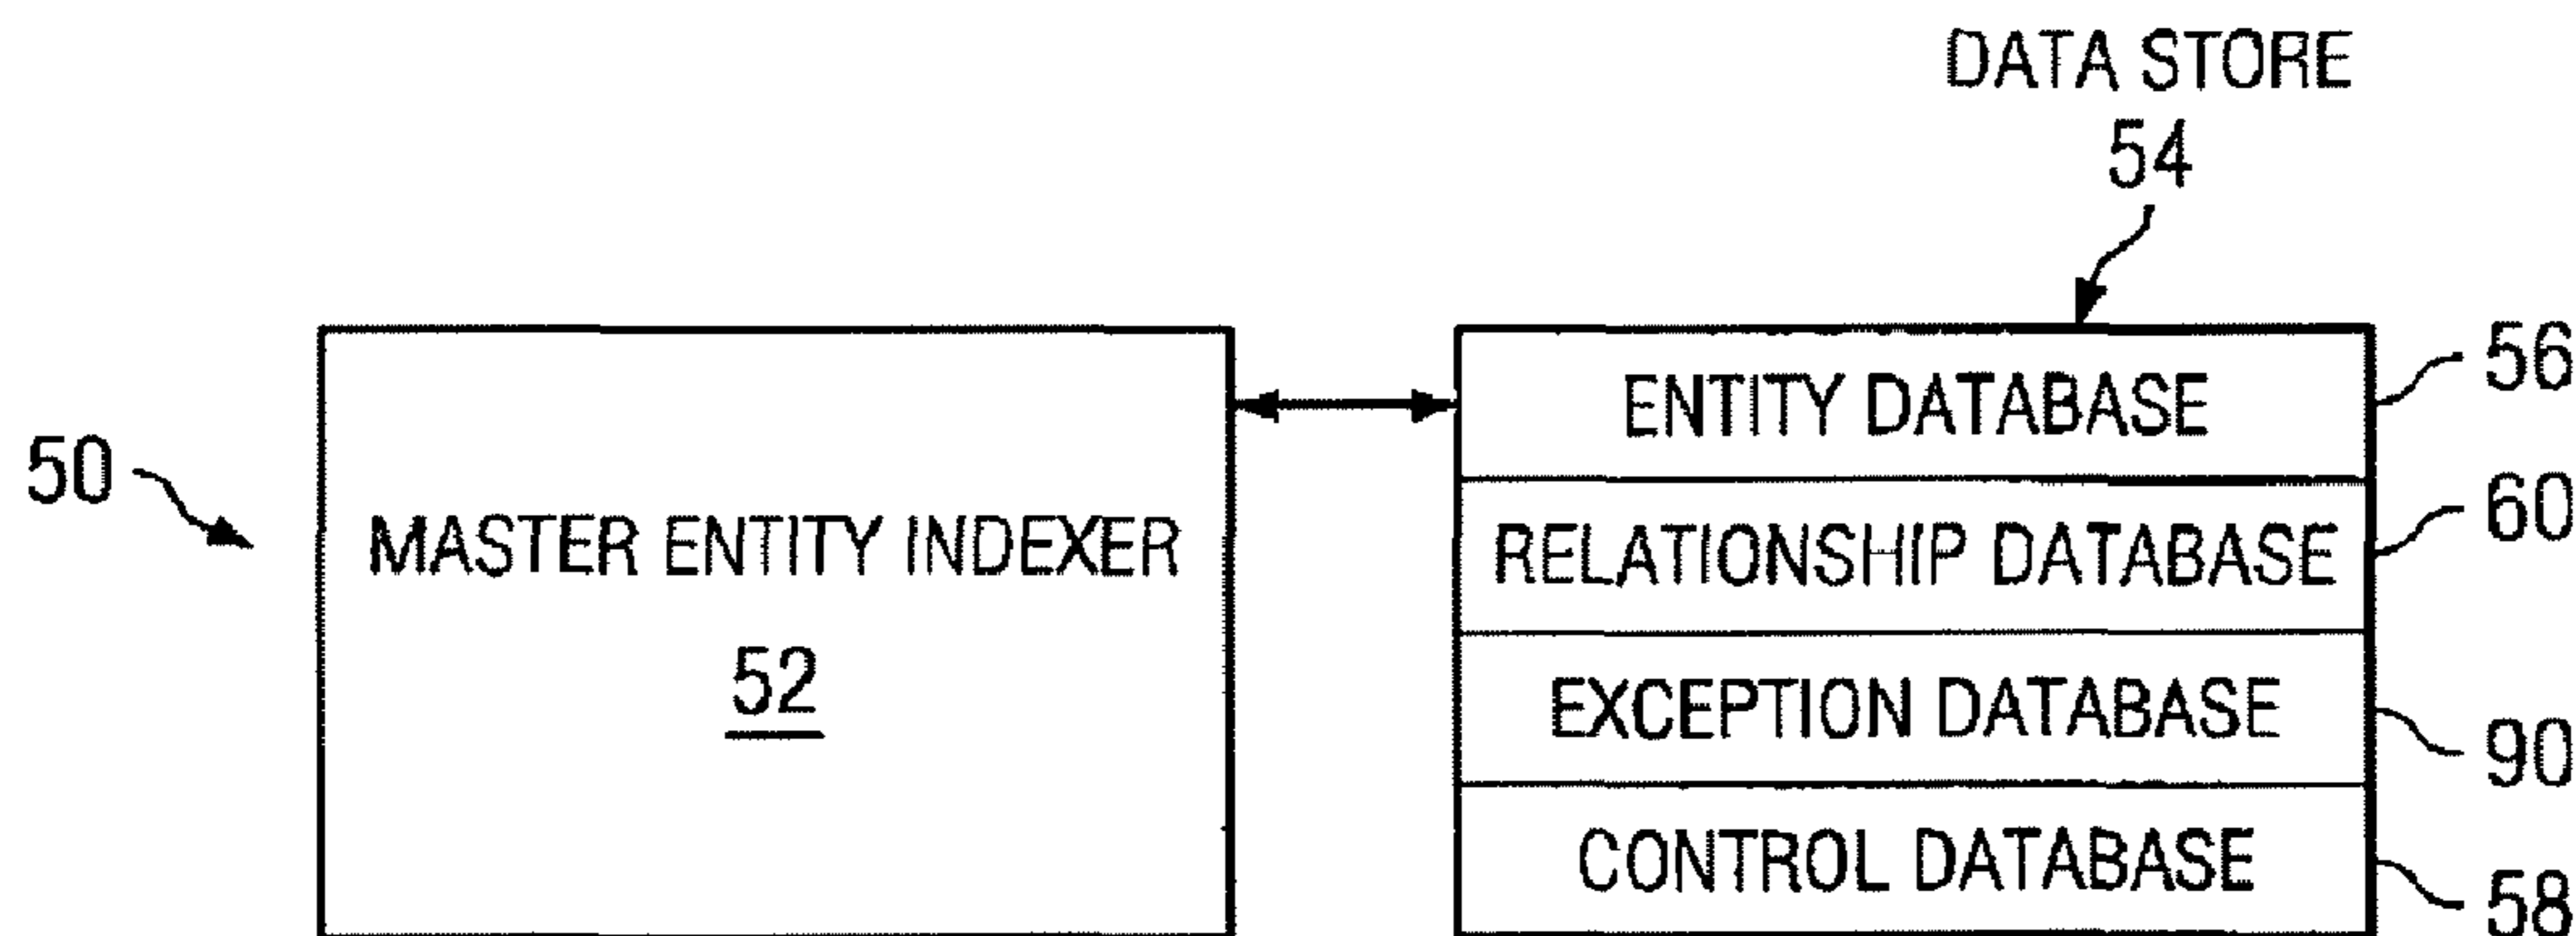 DATA STORE
54
ENTITY DATABASE
56
50
MASTER ENTITY INDEXER
52
RELATIONSHIP DATABASE
60
EXCEPTION DATABASE
90
CONTROL DATABASE
58